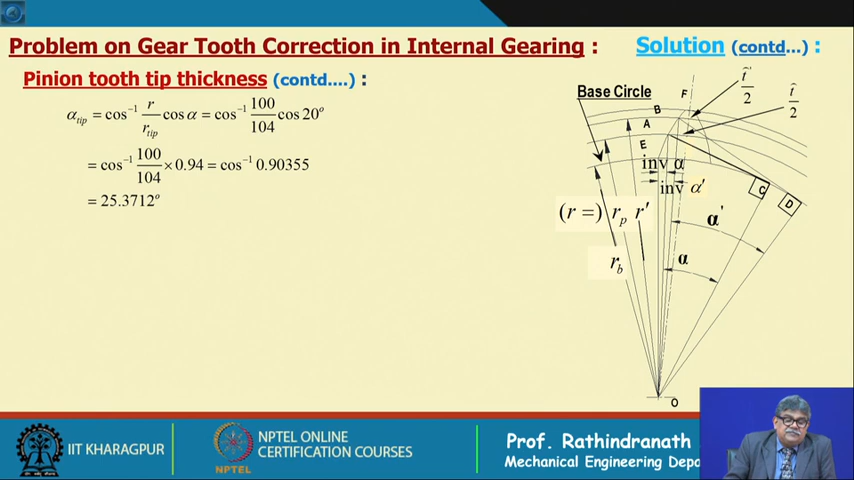 Problem on Gear Tooth Correction in Internal Gearing : Solution (contd...) :
Pinion tooth tip thickness (contd....) :
α_tip = cos⁻¹ r/r_tip cos α = cos⁻¹ 100/104 cos 20°
= cos⁻¹ 100/104 × 0.94 = cos⁻¹ 0.90355
= 25.3712°
Base Circle
F
t̂'/2
t̂/2
B
A
E
inv α
inv α'
C
D
(r =) r_p r'
α'
r_b
α
O
IIT KHARAGPUR
NPTEL
NPTEL ONLINE
CERTIFICATION COURSES
Prof. Rathindranath
Mechanical Engineering Depa